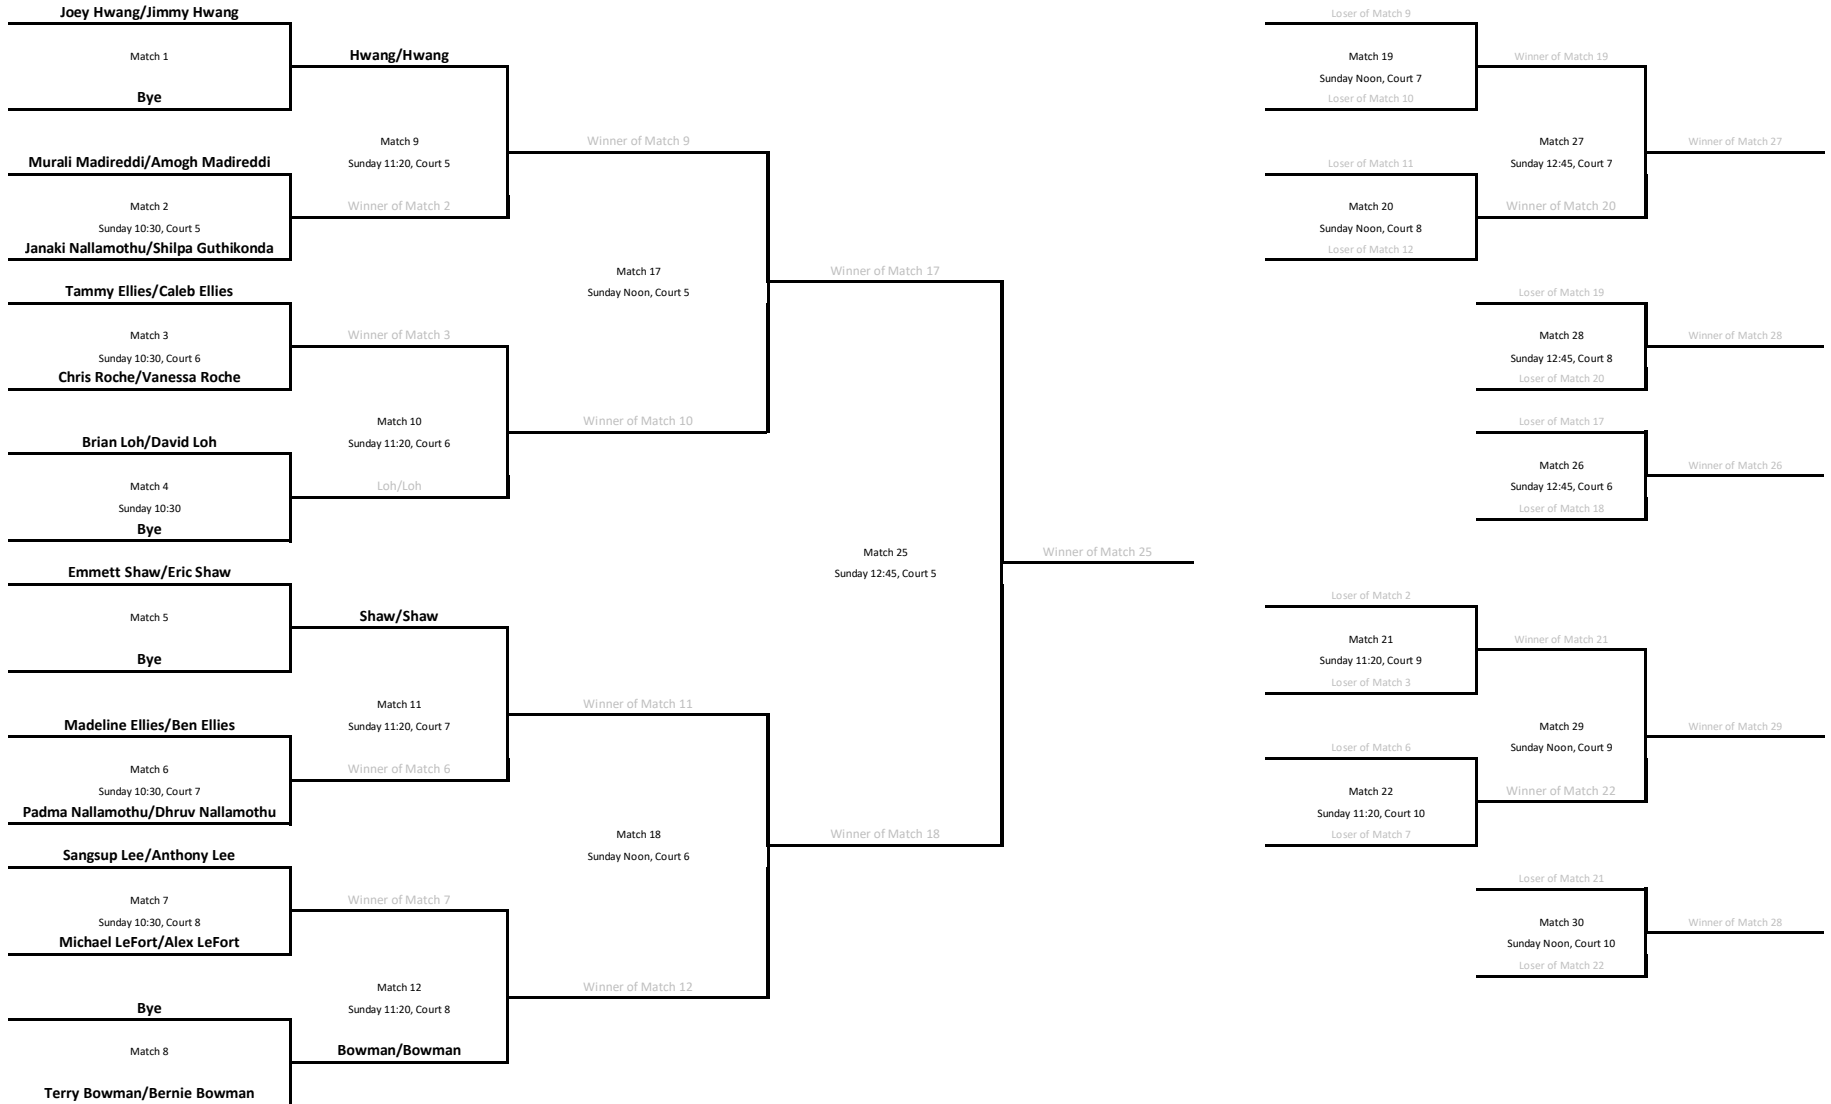 Joey Hwang/Jimmy Hwang
Match 1
Bye
Murali Madireddi/Amogh Madireddi
Match 2
Sunday 10:30, Court 5
Janaki Nallamothu/Shilpa Guthikonda
Tammy Ellies/Caleb Ellies
Match 3
Sunday 10:30, Court 6
Chris Roche/Vanessa Roche
Brian Loh/David Loh
Match 4
Sunday 10:30
Bye
Emmett Shaw/Eric Shaw
Match 5
Bye
Madeline Ellies/Ben Ellies
Match 6
Sunday 10:30, Court 7
Padma Nallamothu/Dhruv Nallamothu
Sangsup Lee/Anthony Lee
Match 7
Sunday 10:30, Court 8
Michael LeFort/Alex LeFort
Bye
Match 8
Terry Bowman/Bernie Bowman
Hwang/Hwang
Match 9
Sunday 11:20, Court 5
Winner of Match 2
Winner of Match 3
Match 10
Sunday 11:20, Court 6
Loh/Loh
Shaw/Shaw
Match 11
Sunday 11:20, Court 7
Winner of Match 6
Winner of Match 7
Match 12
Sunday 11:20, Court 8
Bowman/Bowman
Winner of Match 9
Match 17
Sunday Noon, Court 5
Winner of Match 10
Winner of Match 11
Match 18
Sunday Noon, Court 6
Winner of Match 12
Winner of Match 17
Match 25
Sunday 12:45, Court 5
Winner of Match 18
Winner of Match 25
Loser of Match 9
Match 19
Sunday Noon, Court 7
Loser of Match 10
Loser of Match 11
Match 20
Sunday Noon, Court 8
Loser of Match 12
Winner of Match 19
Match 27
Sunday 12:45, Court 7
Winner of Match 20
Winner of Match 27
Loser of Match 19
Match 28
Sunday 12:45, Court 8
Loser of Match 20
Winner of Match 28
Loser of Match 17
Match 26
Sunday 12:45, Court 6
Loser of Match 18
Winner of Match 26
Loser of Match 2
Match 21
Sunday 11:20, Court 9
Loser of Match 3
Loser of Match 6
Match 22
Sunday 11:20, Court 10
Loser of Match 7
Winner of Match 21
Match 29
Sunday Noon, Court 9
Winner of Match 22
Winner of Match 29
Loser of Match 21
Match 30
Sunday Noon, Court 10
Loser of Match 22
Winner of Match 28